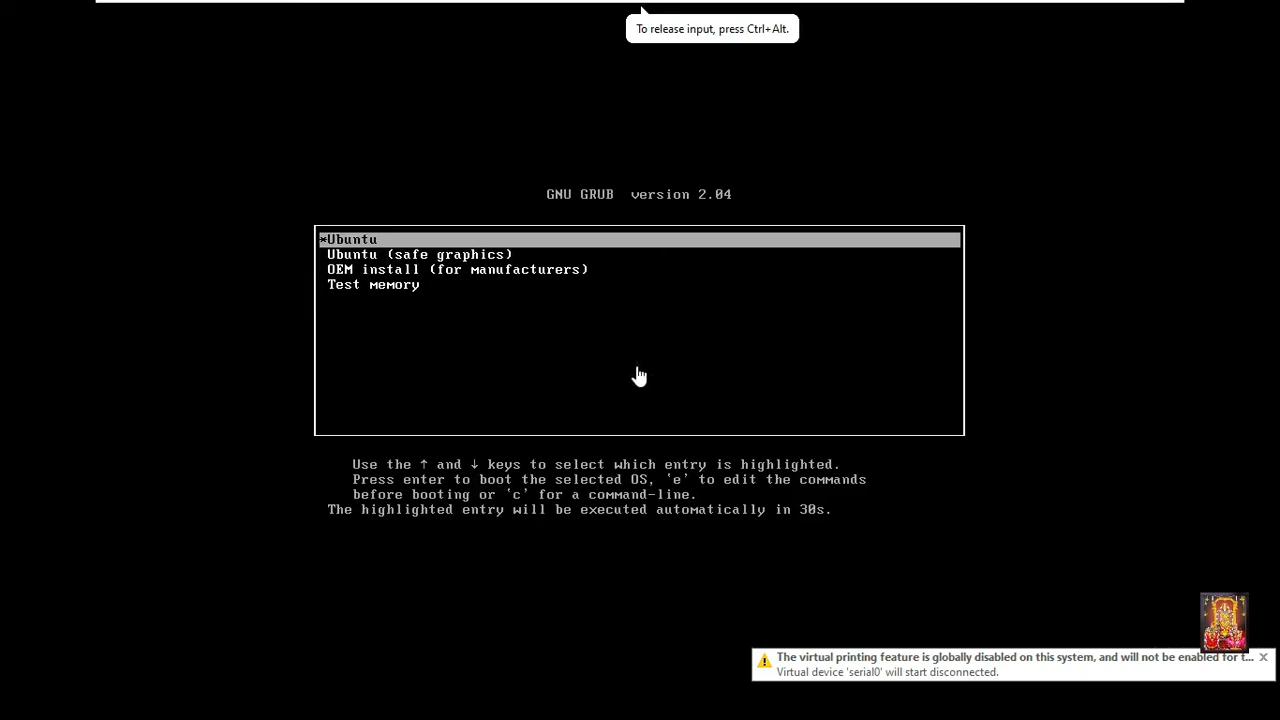 To release input, press Ctrl+Alt.
GNU GRUB version 2.04
*Ubuntu
Ubuntu (safe graphics)
OEM install (for manufacturers)
Test memory
Use the ↑ and ↓ keys to select which entry is highlighted.
Press enter to boot the selected OS, `e' to edit the commands
before booting or `c' for a command-line.
The highlighted entry will be executed automatically in 30s.
The virtual printing feature is globally disabled on this system, and will not be enabled for t...
Virtual device 'serial0' will start disconnected.